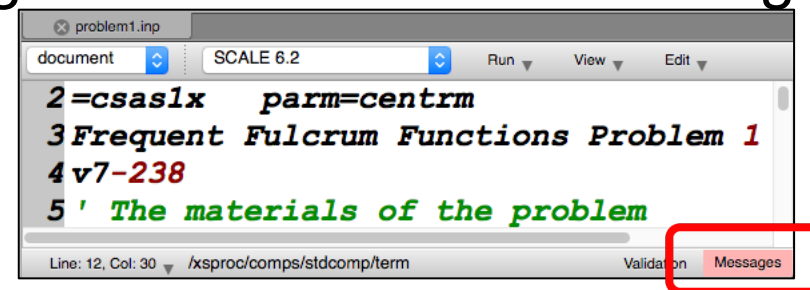 problem1.inp
document SCALE 6.2 Run View Edit
2 =csas1x parm=centrm
3 Frequent Fulcrum Functions Problem 1
4 v7-238
5 ' The materials of the problem
Line: 12, Col: 30 /xsproc/comps/stdcomp/term Validation Messages